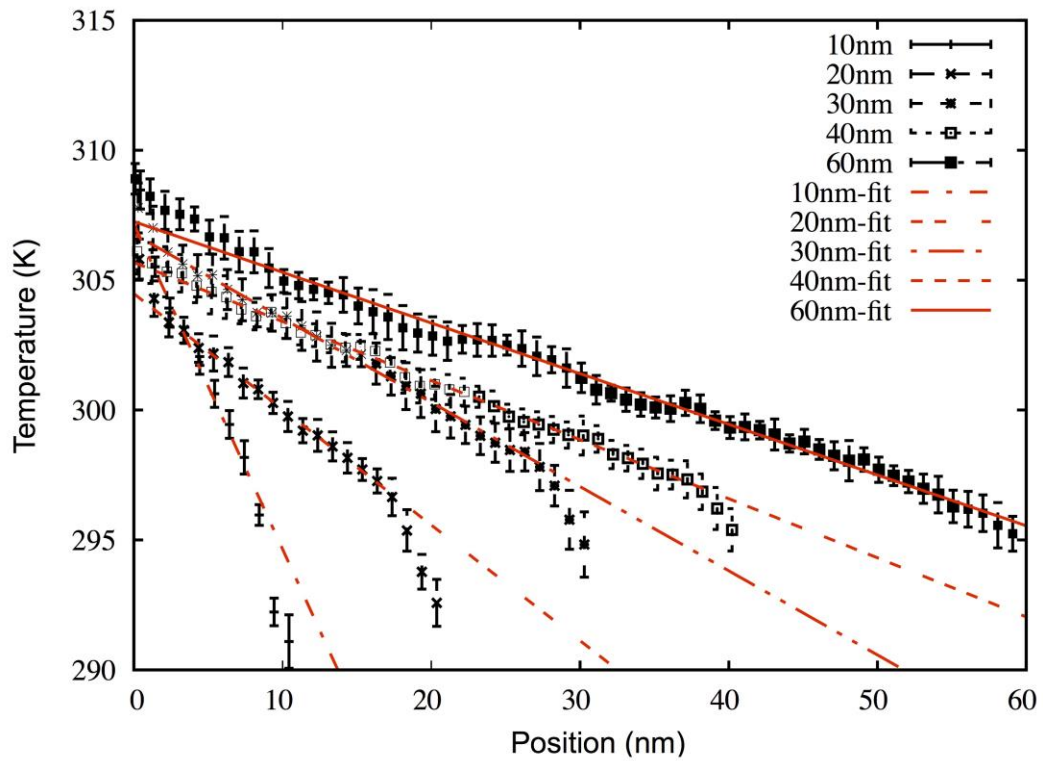 315
310
305
300
295
290
Temperature (K)
10nm
20nm
30nm
40nm
60nm
10nm-fit
20nm-fit
30nm-fit
40nm-fit
60nm-fit
0 10 20 30 40 50 60
Position (nm)